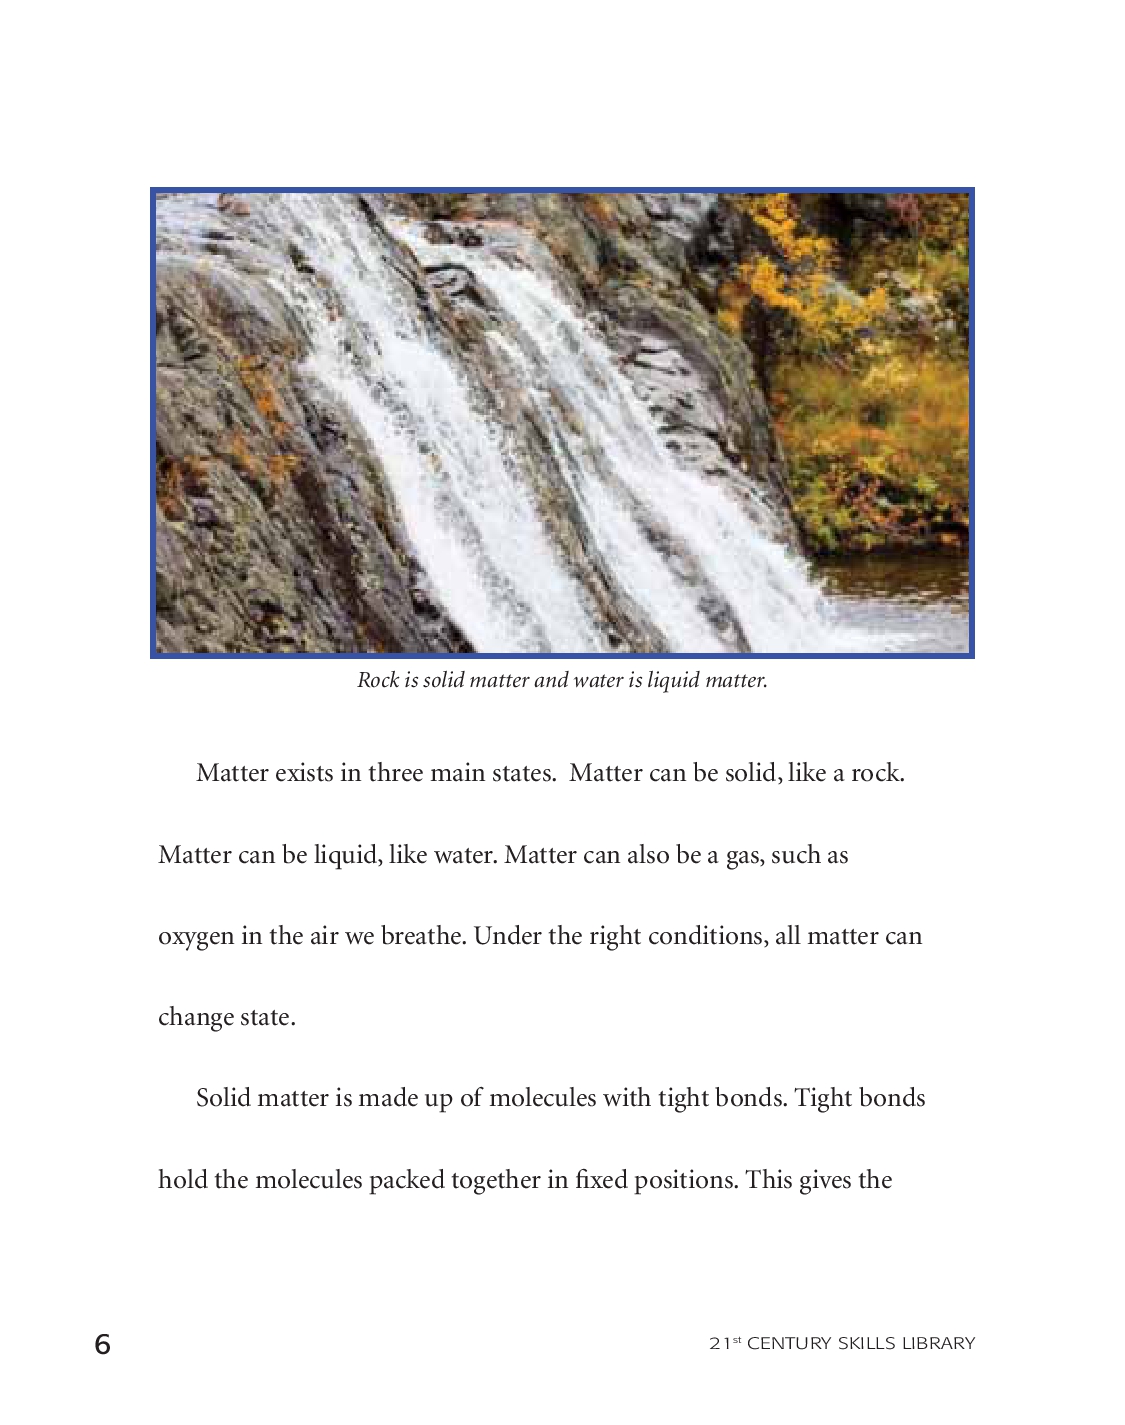 Rock is solid matter and water is liquid matter.
Matter exists in three main states.  Matter can be solid, like a rock.
Matter can be liquid, like water. Matter can also be a gas, such as
oxygen in the air we breathe. Under the right conditions, all matter can
change state.
Solid matter is made up of molecules with tight bonds. Tight bonds
hold the molecules packed together in fixed positions. This gives the
6
21st CENTURY SKILLS LIBRARY